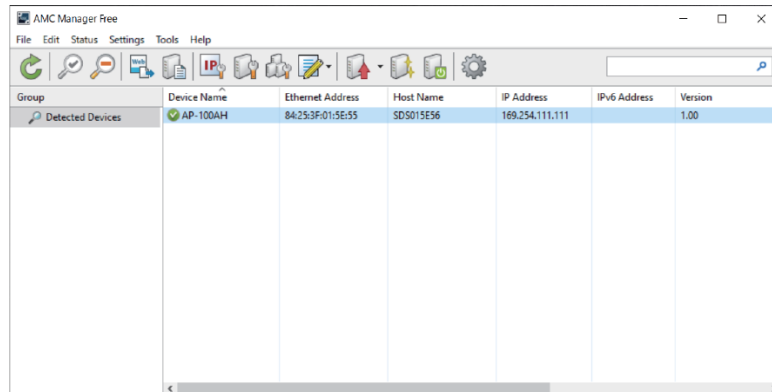 AMC Manager Free
File Edit Status Settings Tools Help
Web IP
Group Device Name Ethernet Address Host Name IP Address IPv6 Address Version
Detected Devices AP-100AH 84:25:3F:01:5E:55 SDS015E56 169.254.111.111 1.00